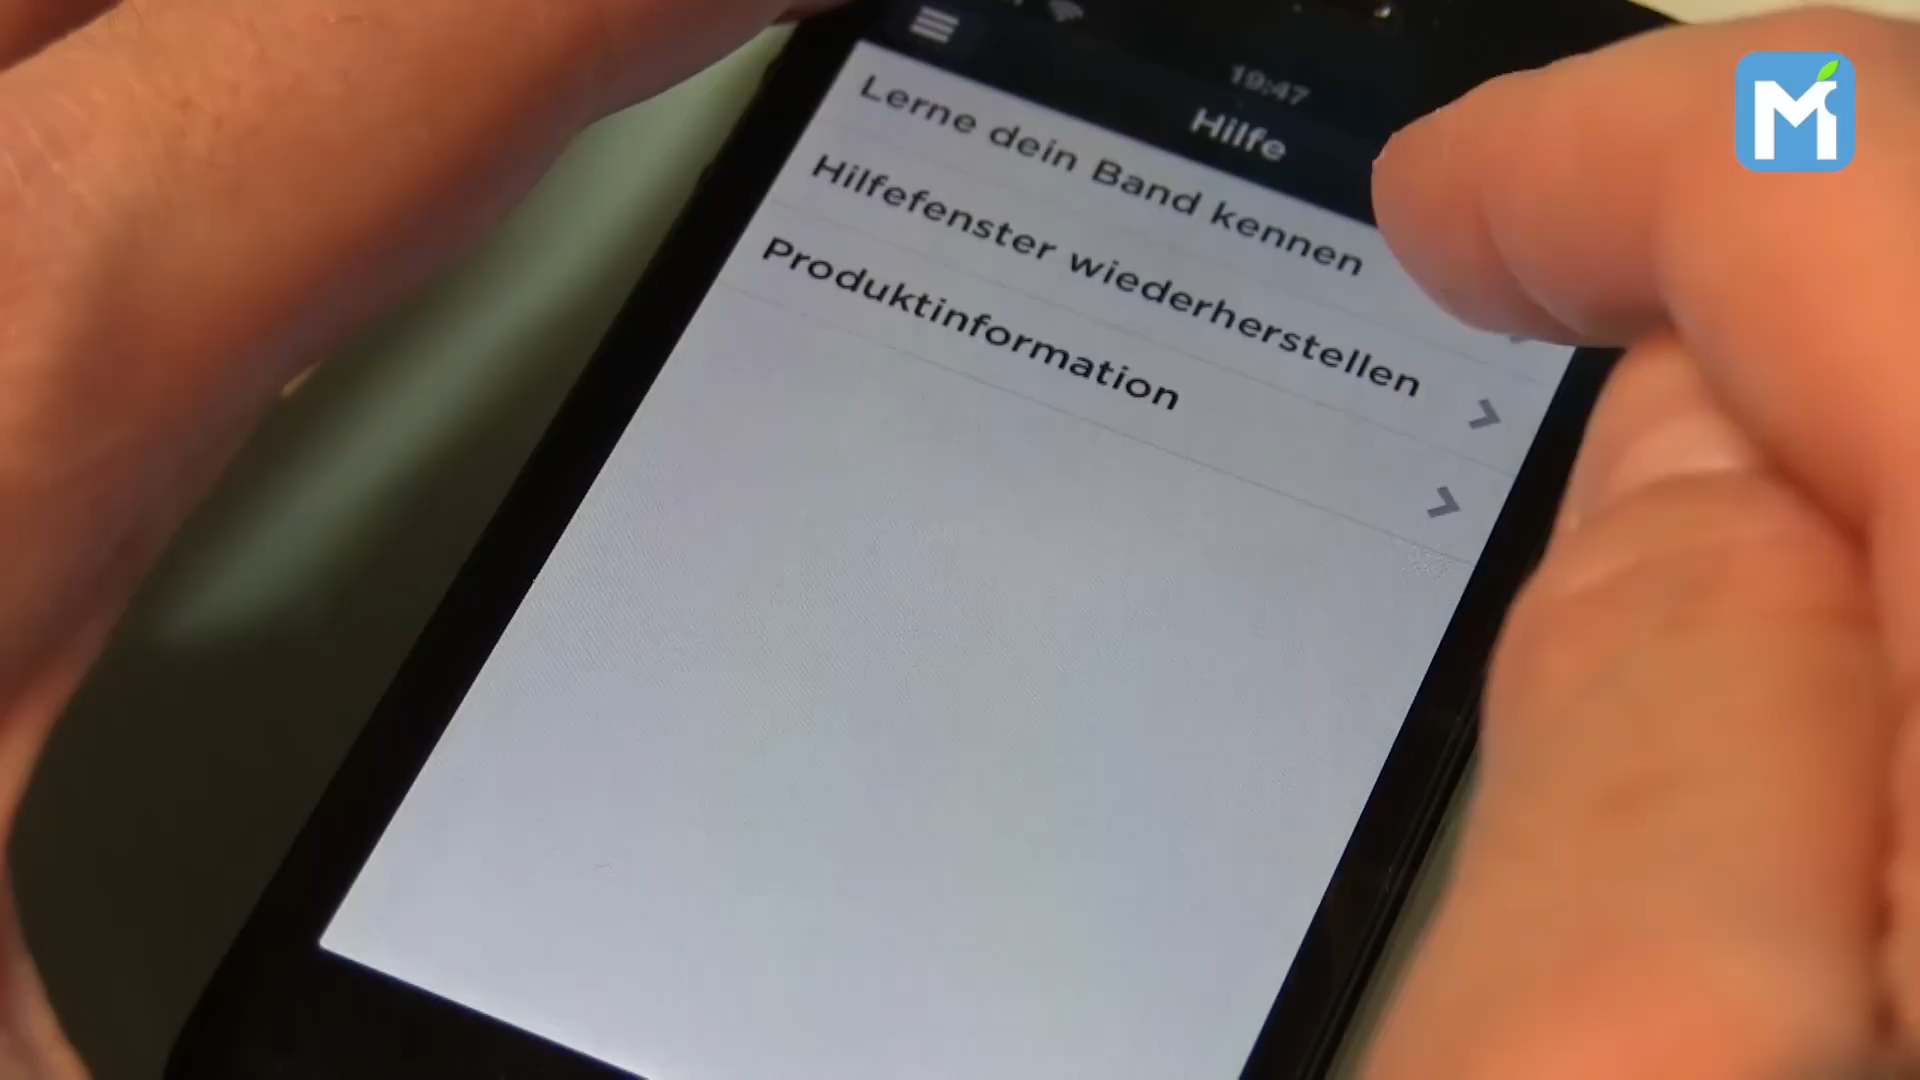 19:47
Hilfe
Lerne dein Band kennen
Hilfefenster wiederherstellen
Produktinformation
M